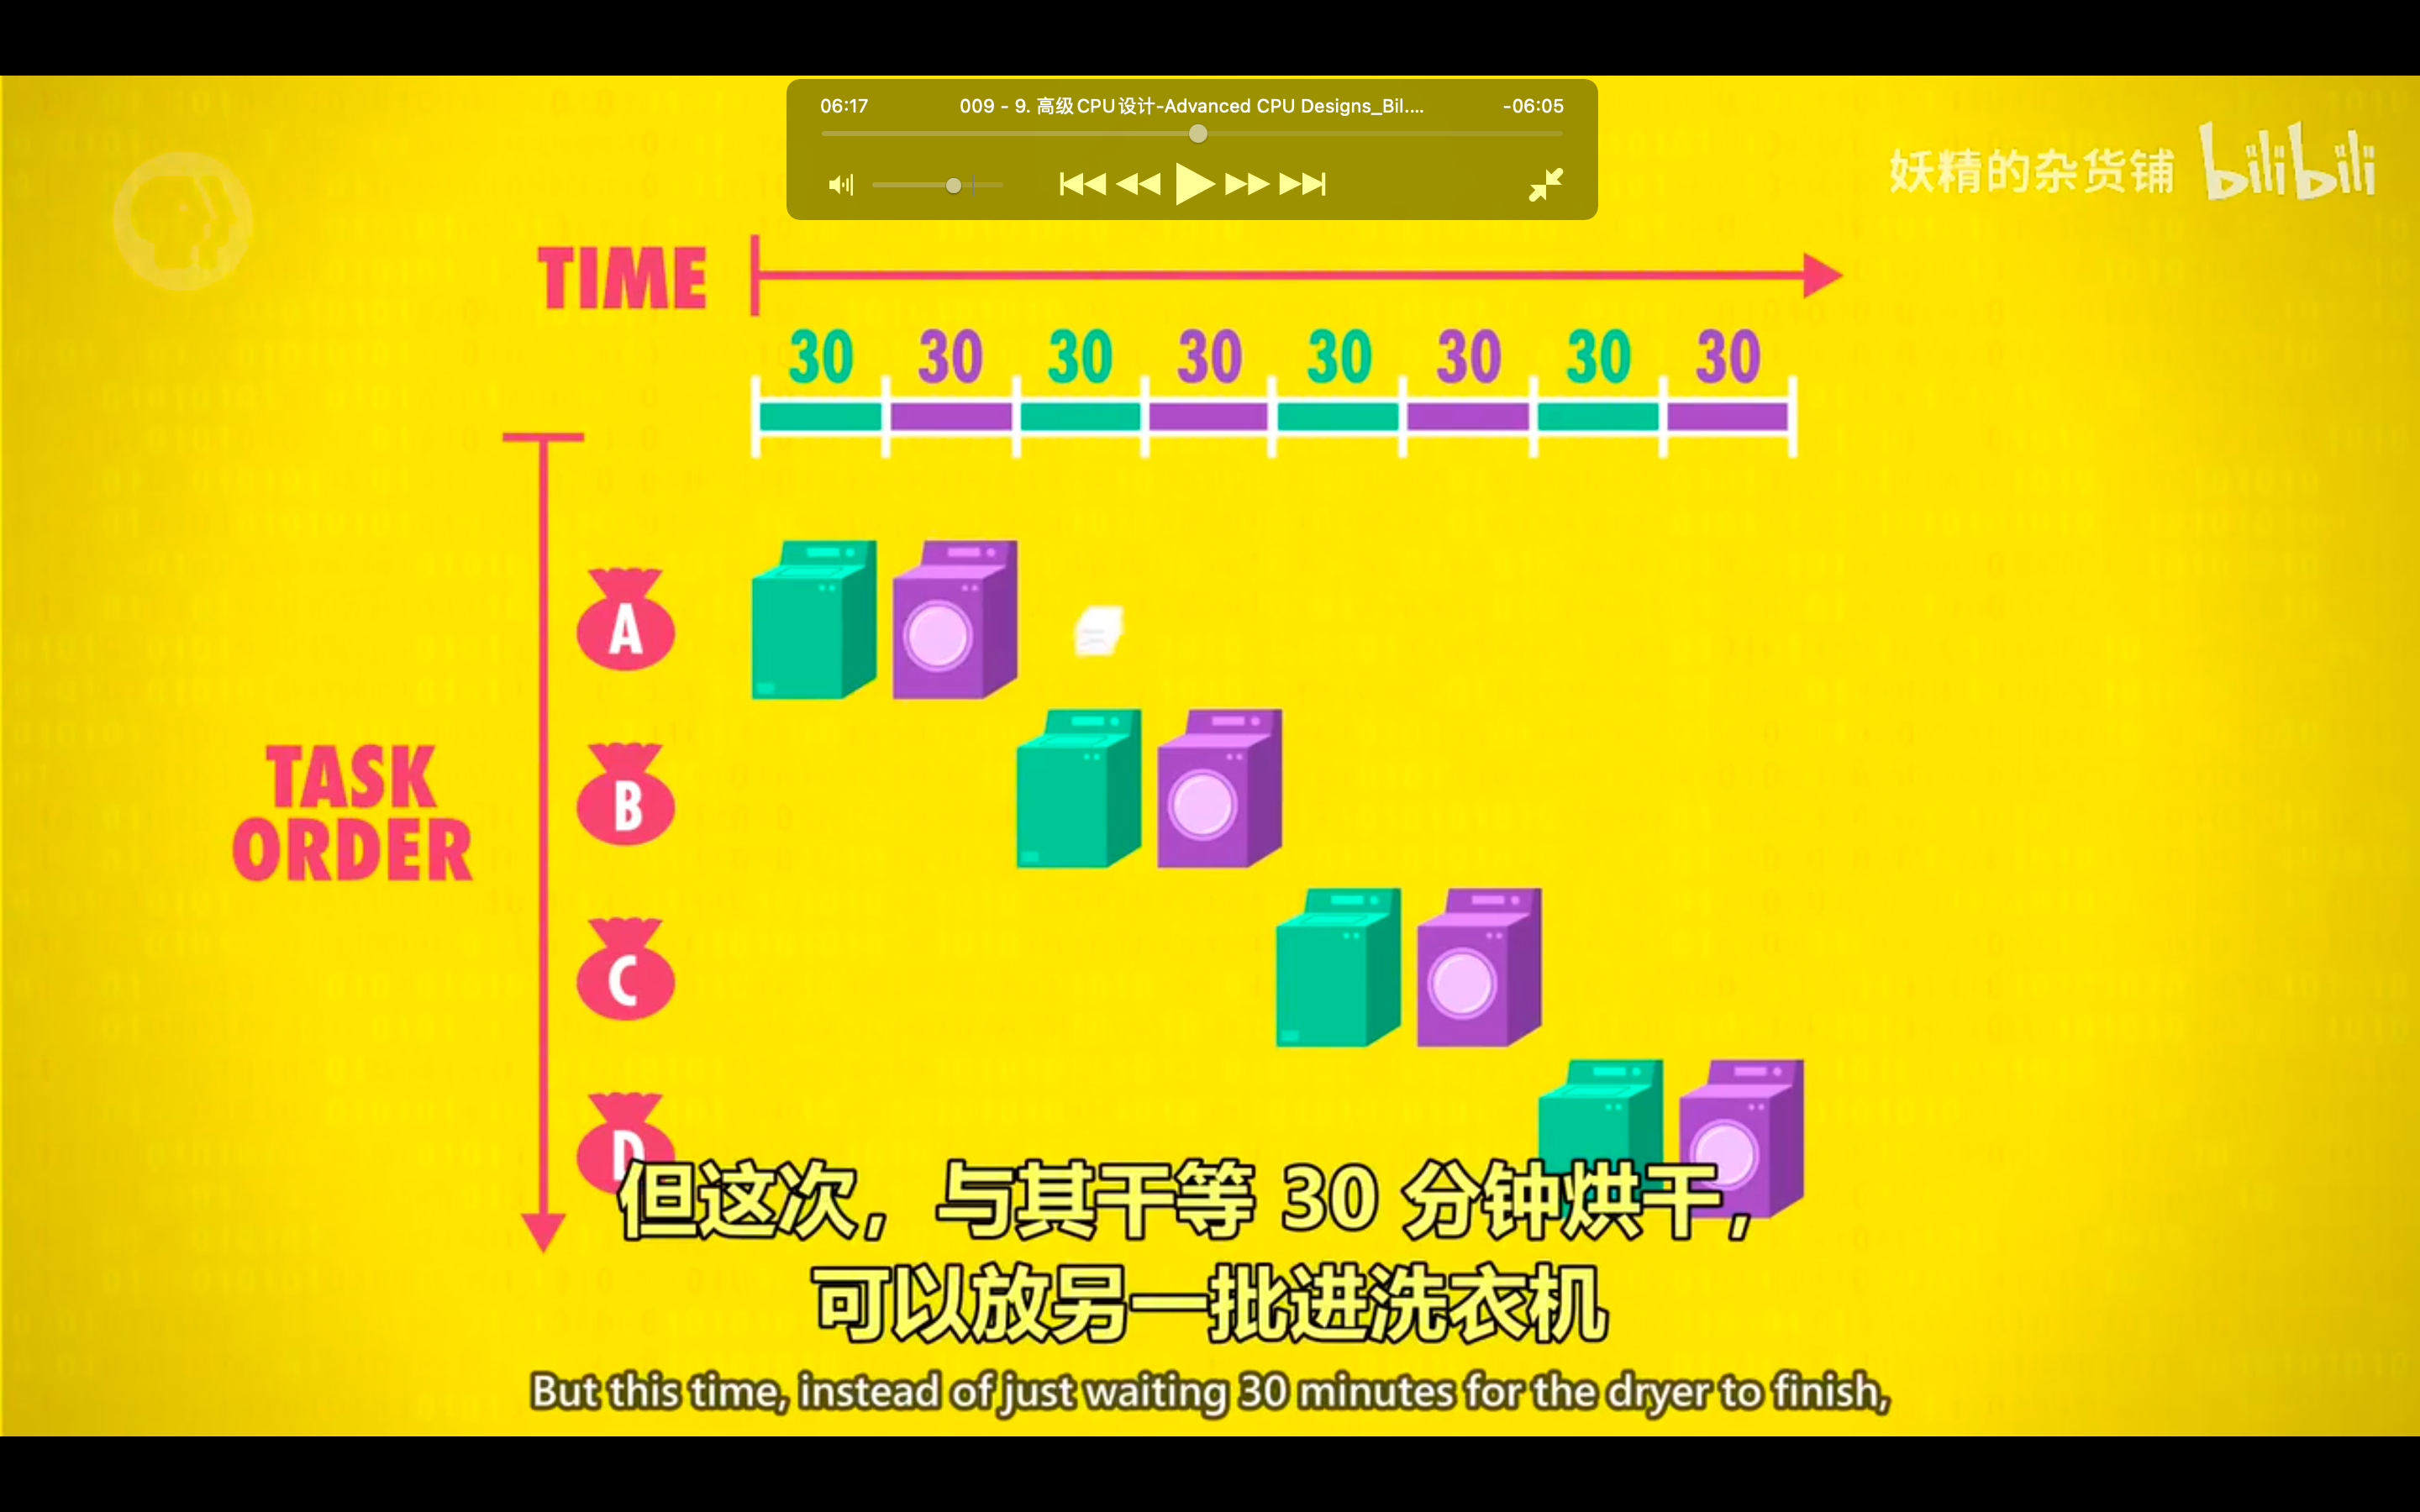 06:17 009 - 9. 高级CPU设计-Advanced CPU Designs_Bil.... -06:05
妖精的杂货铺 bilibili
TIME
30 30 30 30 30 30 30 30
A
B
TASK
ORDER
C
D
但这次，与其干等 30 分钟烘干，
可以放另一批进洗衣机
But this time, instead of just waiting 30 minutes for the dryer to finish,